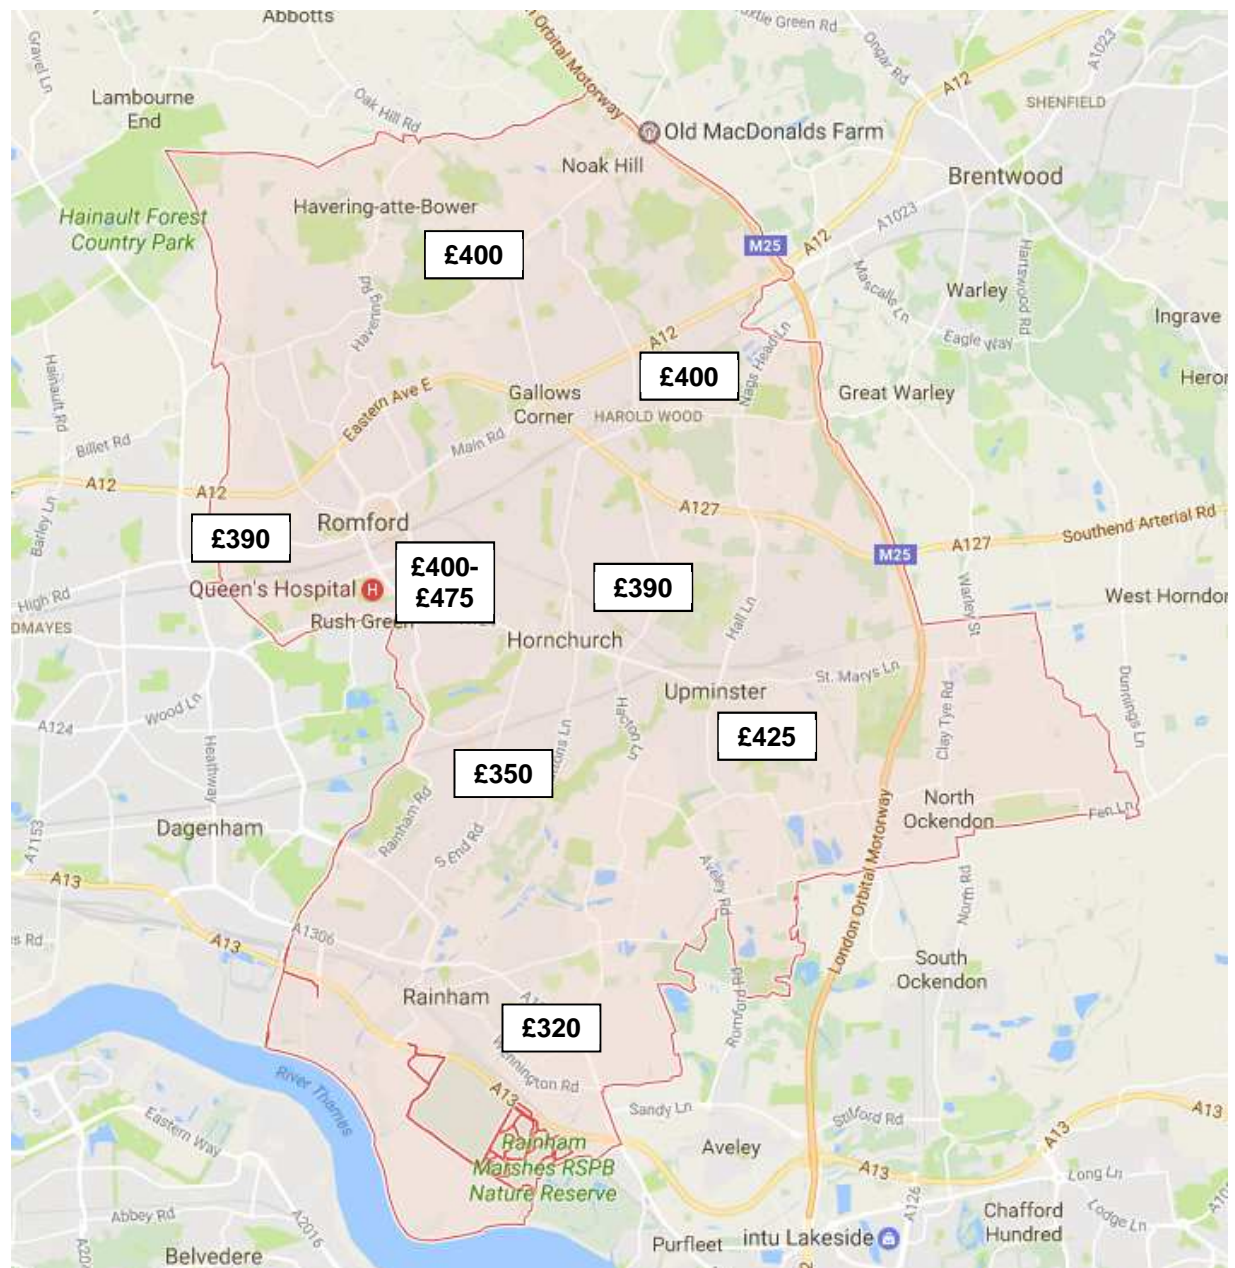 Abbotts
Gravel Ln
Lambourne
End
Oak Hill Rd
Orbital Motorway
Green Rd
Ongar Rd
A1023
A12
SHENFIELD
Old MacDonalds Farm
Noak Hill
Brentwood
Hainault Forest
Country Park
Havering-atte-Bower
A1023
M25
A12
£400
Havering Rd
Mascalls Ln
Warley
Hartswood Rd
Ingrave
Eagle Way
A12
Nags Head Ln
£400
Hainault Rd
Eastern Ave E
Gallows
Corner
HAROLD WOOD
Great Warley
Billet Rd
Main Rd
A12
A12
A127
Barley Ln
£390
Romford
M25
A127
Southend Arterial Rd
£400-
£475
£390
Queen's Hospital
H
High Rd
DMAYES
Rush Green
Hall Ln
Warley St
West Horndon
Hornchurch
St. Marys Ln
Upminster
Wood Ln
A124
Heathway
Hacton Ln
£425
Clay Tye Rd
Dunnings Ln
£350
North
Ockendon
Fen Ln
Dagenham
A1153
Rainham Rd
S End Rd
Aveley Rd
A13
London Orbital Motorway
North Rd
A1306
A13
South
Ockendon
Rainham
Romford Rd
£320
Wennington Rd
River Thames
A13
Sandy Ln
Stifford Rd
A13
A13
Eastern Way
Rainham
Marshes RSPB
Nature Reserve
Aveley
A13
Long Ln
A126
Abbey Rd
A2016
Chafford
Hundred
Lodge Ln
Belvedere
Purfleet
intu Lakeside